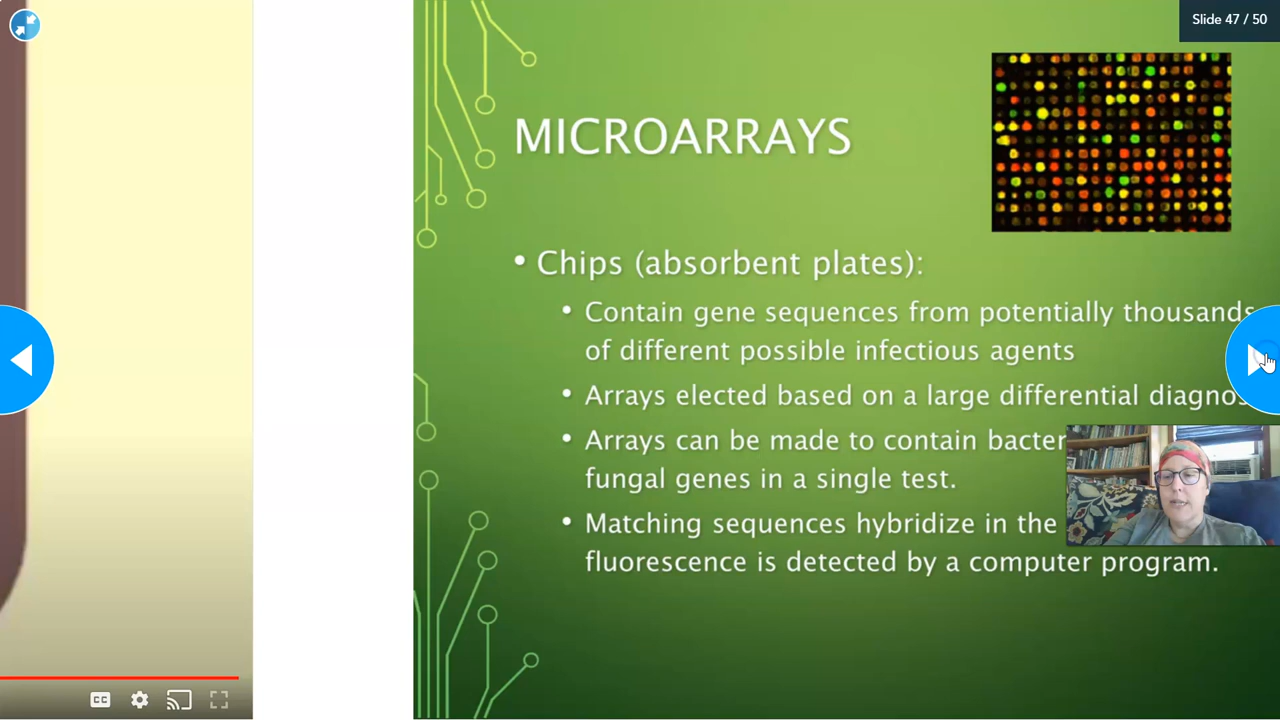 Slide 47 / 50
MICROARRAYS
• Chips (absorbent plates):
• Contain gene sequences from potentially thousands
of different possible infectious agents
• Arrays elected based on a large differential
• Arrays can be made to contain
fungal genes in a single test.
• Matching sequences hybridize in the
fluorescence is detected by a computer program.
CC